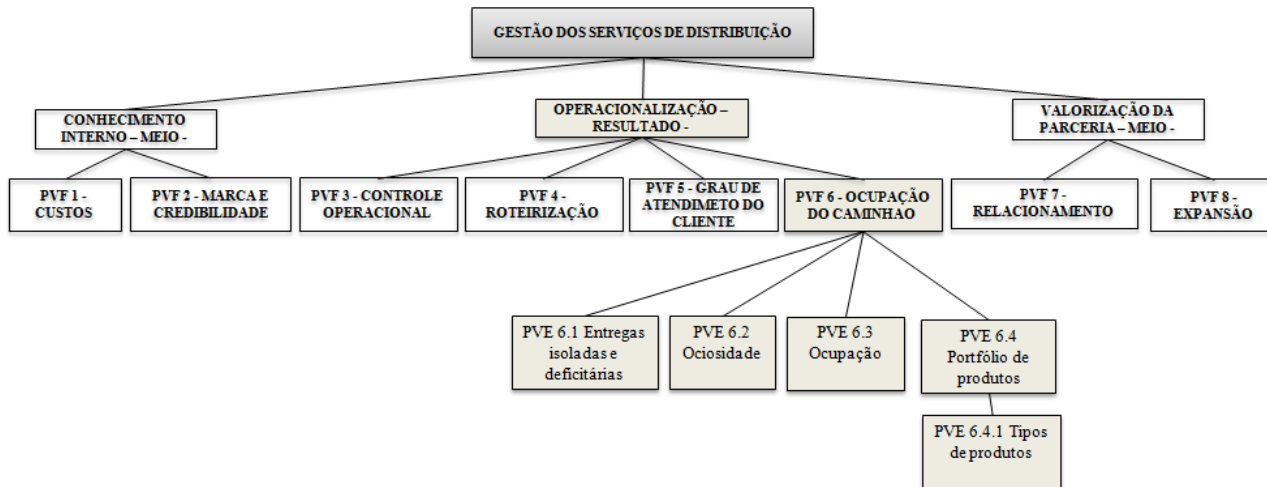 GESTÃO DOS SERVIÇOS DE DISTRIBUIÇÃO
CONHECIMENTO
INTERNO – MEIO -
OPERACIONALIZAÇÃO –
RESULTADO -
VALORIZAÇÃO DA
PARCERIA – MEIO -
PVF 1 -
CUSTOS
PVF 2 - MARCA E
CREDIBILIDADE
PVF 3 - CONTROLE
OPERACIONAL
PVF 4 -
ROTEIRIZAÇÃO
PVF 5 - GRAU DE
ATENDIMETO DO
CLIENTE
PVF 6 - OCUPAÇÃO
DO CAMINHAO
PVF 7 -
RELACIONAMENTO
PVF 8 -
EXPANSÃO
PVE 6.1 Entregas
isoladas e
deficitárias
PVE 6.2
Ociosidade
PVE 6.3
Ocupação
PVE 6.4
Portfólio de
produtos
PVE 6.4.1 Tipos
de produtos